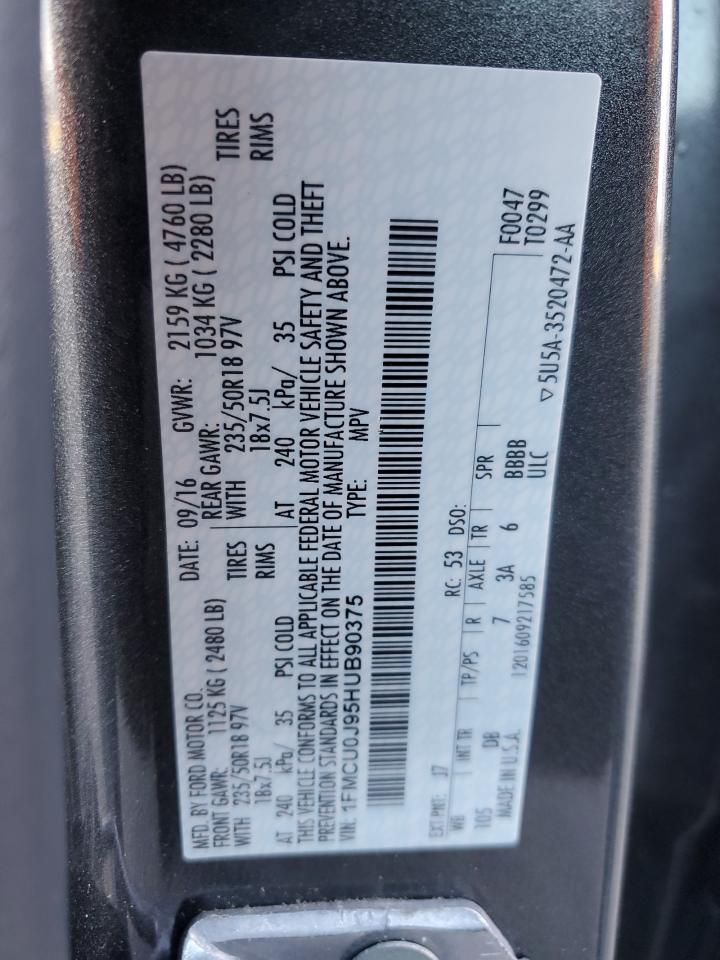 MFD. BY FORD MOTOR CO.
DATE: 09/16 GVWR: 2159 KG ( 4760 LB)
FRONT GAWR: 1125 KG ( 2480 LB) REAR GAWR: 1034 KG ( 2280 LB)
WITH 235/50R18 97V TIRES WITH 235/50R18 97V TIRES
18x7.5J RIMS 18x7.5J RIMS
AT 240 kPa/ 35 PSI COLD AT 240 kPa/ 35 PSI COLD
THIS VEHICLE CONFORMS TO ALL APPLICABLE FEDERAL MOTOR VEHICLE SAFETY AND THEFT
PREVENTION STANDARDS IN EFFECT ON THE DATE OF MANUFACTURE SHOWN ABOVE.
VIN: 1FMCU0J95HUB90375 TYPE: MPV
EXT PNT: J7 RC: 53 DSO:
WB INT TR TP/PS R AXLE TR SPR
105 DB 7 3A 6 BBBB
F0047
T0299
MADE IN U.S.A. 1201609217585 ULC
▽5U5A-3520472-AA